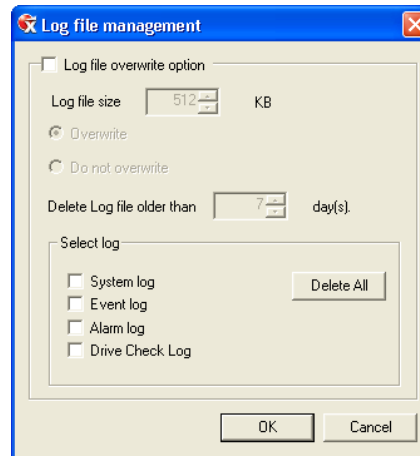 Log file management
Log file overwrite option
Log file size 512 KB
Overwrite
Do not overwrite
Delete Log file older than 7 day(s).
Select log
System log
Delete All
Event log
Alarm log
Drive Check Log
OK Cancel